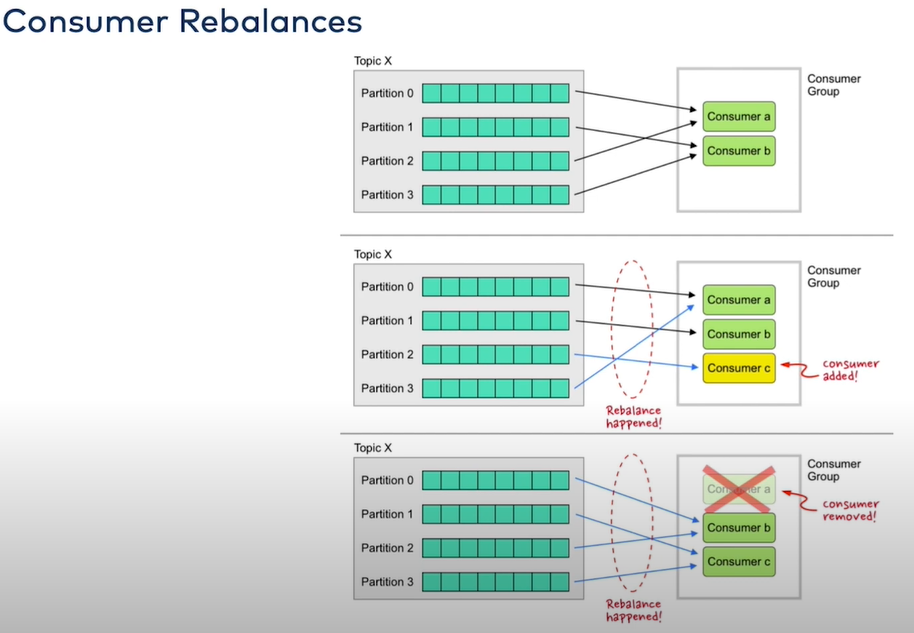 Consumer Rebalances
Topic X
Partition 0
Partition 1
Partition 2
Partition 3
Consumer a
Consumer b
Consumer
Group
Topic X
Partition 0
Partition 1
Partition 2
Partition 3
Rebalance
happened!
Consumer a
Consumer b
Consumer c
Consumer
Group
consumer
added!
Topic X
Partition 0
Partition 1
Partition 2
Partition 3
Rebalance
happened!
Consumer a
Consumer b
Consumer c
Consumer
Group
consumer
removed!